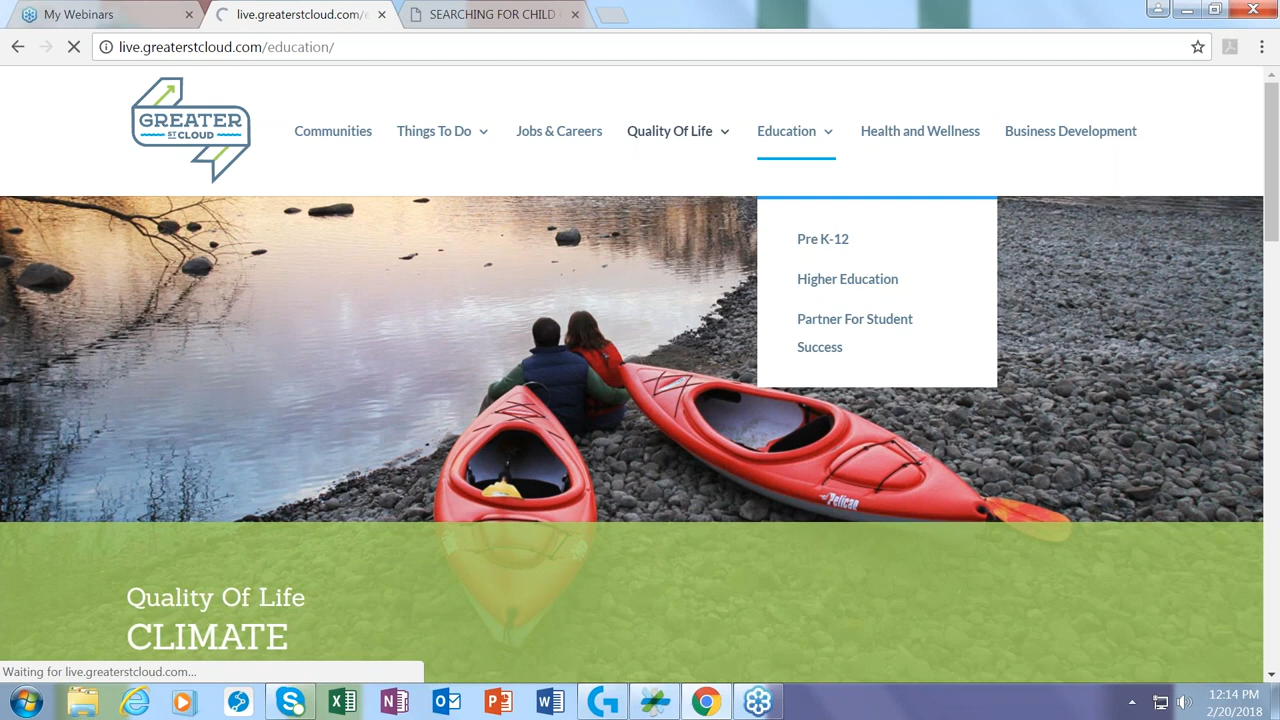 My Webinars
live.greaterstcloud.com/e
SEARCHING FOR CHILD
live.greaterstcloud.com/education/
GREATER
ST CLOUD
Communities
Things To Do
Jobs & Careers
Quality Of Life
Education
Health and Wellness
Business Development
Pre K-12
Higher Education
Partner For Student
Success
Pelican
Quality Of Life
CLIMATE
Waiting for live.greaterstcloud.com...
12:14 PM
2/20/2018